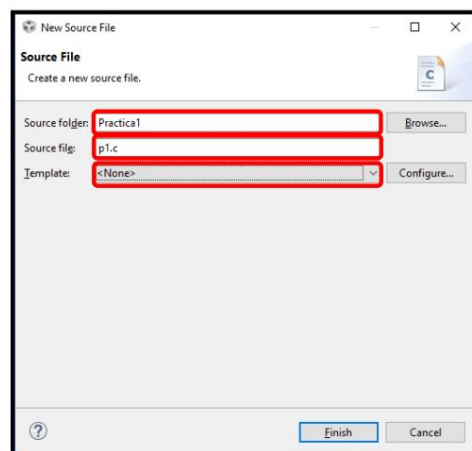 New Source File
Source File
Create a new source file.
Source folder: Practica1 Browse...
Source file: p1.c
Template: <None> Configure...
Finish Cancel